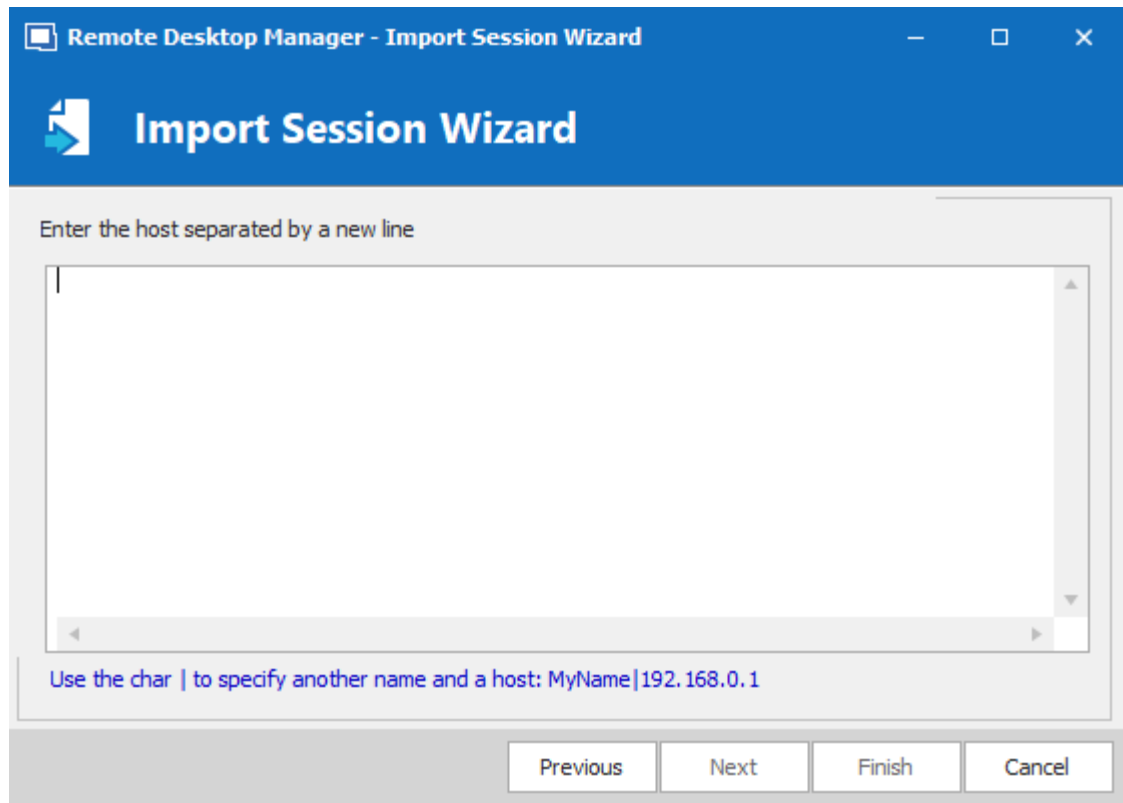 Remote Desktop Manager - Import Session Wizard
Import Session Wizard
Enter the host separated by a new line
Use the char | to specify another name and a host: MyName|192.168.0.1
Previous Next Finish Cancel